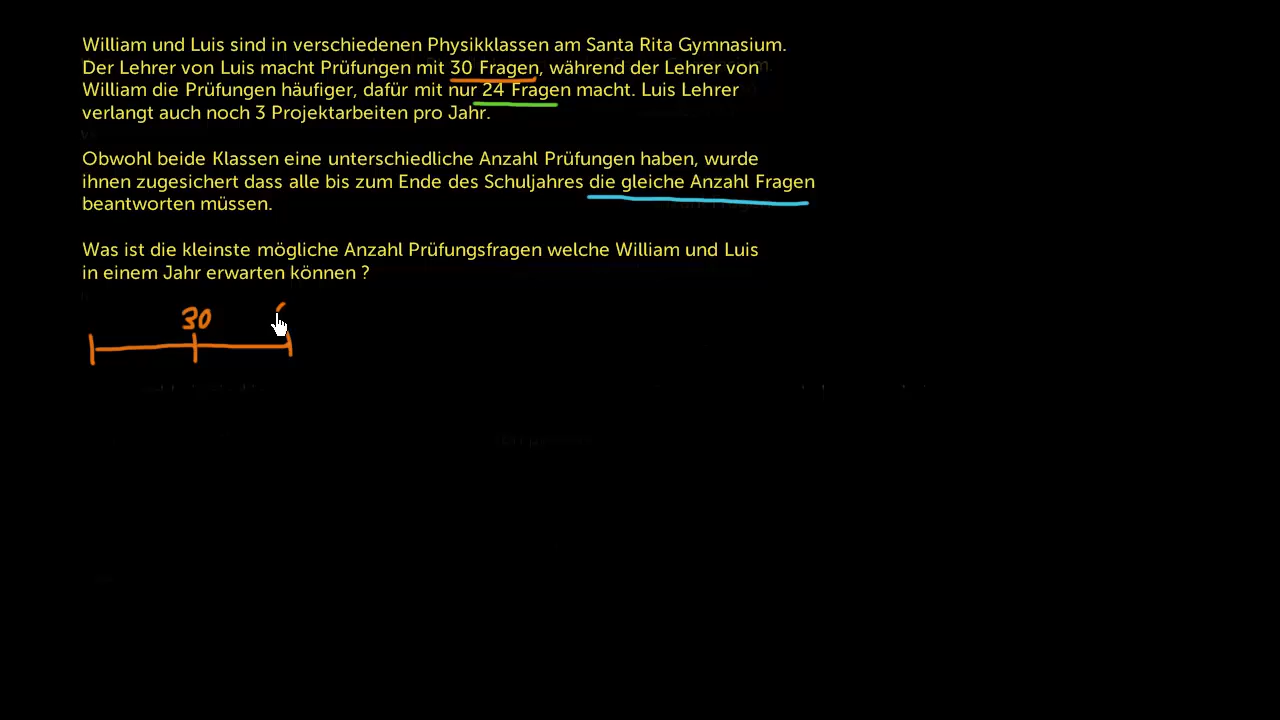 William und Luis sind in verschiedenen Physikklassen am Santa Rita Gymnasium.
Der Lehrer von Luis macht Prüfungen mit 30 Fragen, während der Lehrer von
William die Prüfungen häufiger, dafür mit nur 24 Fragen macht. Luis Lehrer
verlangt auch noch 3 Projektarbeiten pro Jahr.
Obwohl beide Klassen eine unterschiedliche Anzahl Prüfungen haben, wurde
ihnen zugesichert dass alle bis zum Ende des Schuljahres die gleiche Anzahl Fragen
beantworten müssen.
Was ist die kleinste mögliche Anzahl Prüfungsfragen welche William und Luis
in einem Jahr erwarten können ?
30